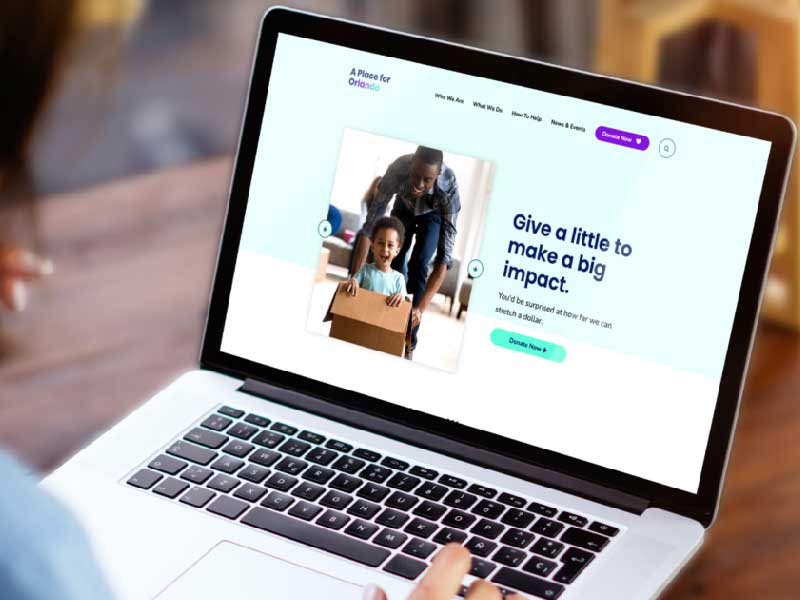 A Place for
Orlando
Who We Are
What We Do
How To Help
News & Events
Donate Now
Give a little to
make a big
impact.
You'd be surprised at how far we can
stretch a dollar.
Donate Now